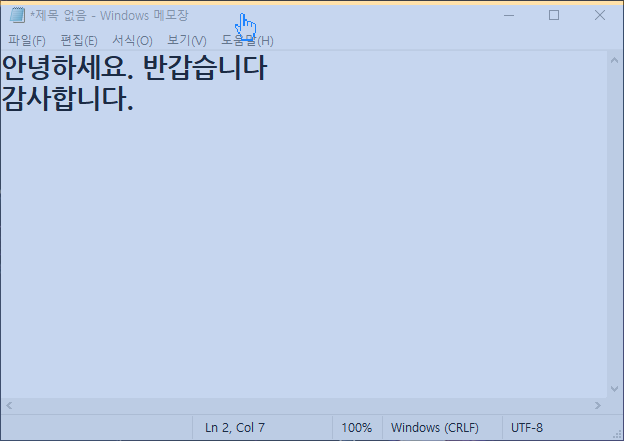 *제목 없음 - Windows 메모장
파일(F) 편집(E) 서식(O) 보기(V) 도움말(H)
안녕하세요. 반갑습니다
감사합니다.
Ln 2, Col 7 100% Windows (CRLF) UTF-8